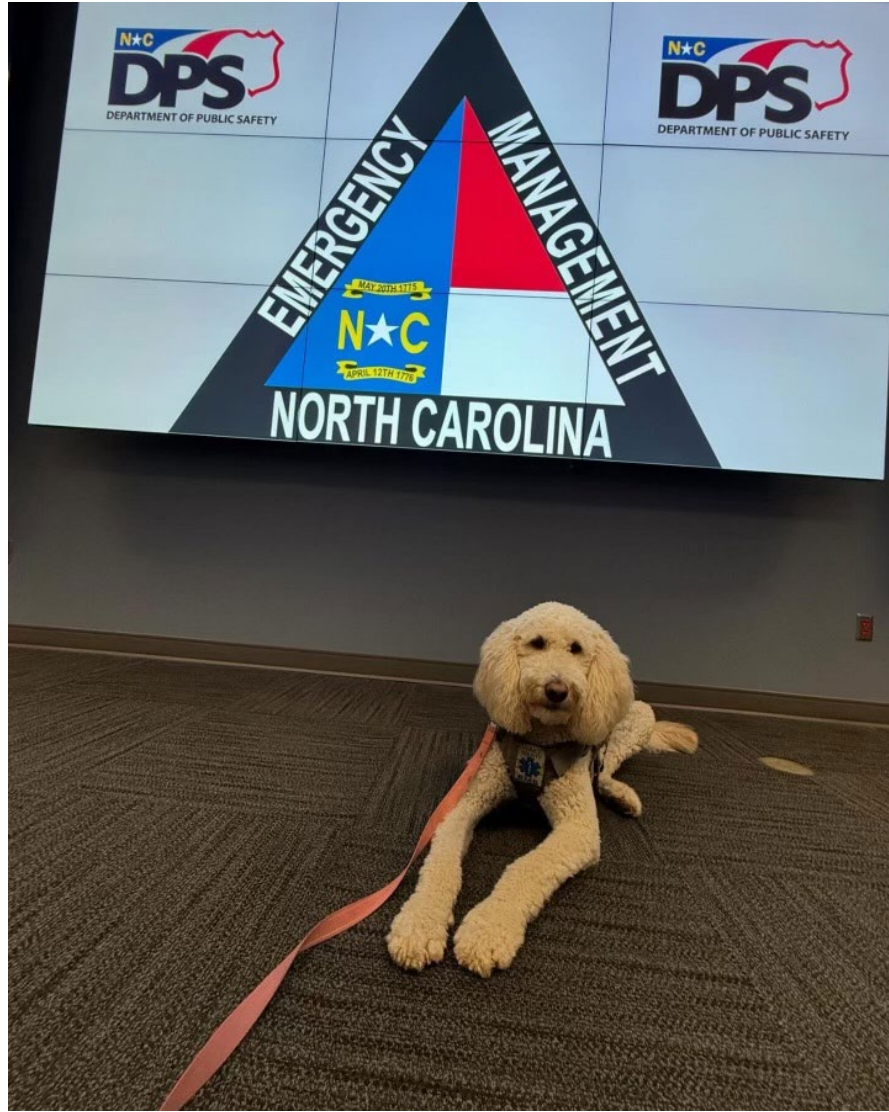 N★C
DPS
DEPARTMENT OF PUBLIC SAFETY
N★C
DPS
DEPARTMENT OF PUBLIC SAFETY
EMERGENCY
MANAGEMENT
MAY 20TH 1775
N★C
APRIL 12TH 1776
NORTH CAROLINA